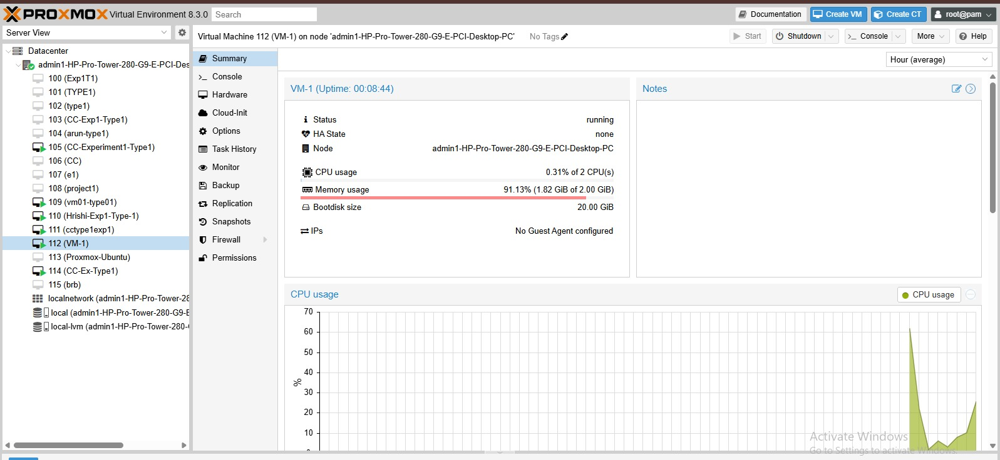 PROXMOX Virtual Environment 8.3.0 Search Documentation Create VM Create CT root@pam
Server View
Virtual Machine 112 (VM-1) on node 'admin1-HP-Pro-Tower-280-G9-E-PCI-Desktop-PC' No Tags Start Shutdown Console More Help
Datacenter
admin1-HP-Pro-Tower-280-G9-E-PCI-Des
100 (Exp1T1)
101 (TYPE1)
102 (type1)
103 (CC-Exp1-Type1)
104 (arun-type1)
105 (CC-Experiment1-Type1)
106 (CC)
107 (e1)
108 (project1)
109 (vm01-type01)
110 (Hrishi-Exp1-Type-1)
111 (cctype1exp1)
112 (VM-1)
113 (Proxmox-Ubuntu)
114 (CC-Ex-Type1)
115 (brb)
localnetwork (admin1-HP-Pro-Tower-28
local (admin1-HP-Pro-Tower-280-G9-E
local-lvm (admin1-HP-Pro-Tower-280-
Summary
Console
Hardware
Cloud-Init
Options
Task History
Monitor
Backup
Replication
Snapshots
Firewall
Permissions
Hour (average)
VM-1 (Uptime: 00:08:44)
Status running
HA State none
Node admin1-HP-Pro-Tower-280-G9-E-PCI-Desktop-PC
CPU usage 0.31% of 2 CPU(s)
Memory usage 91.13% (1.82 GiB of 2.00 GiB)
Bootdisk size 20.00 GiB
IPs No Guest Agent configured
Notes
CPU usage CPU usage
70
60
50
40
%
30
20
10
Activate Windows
Go to Settings to activate Windows.